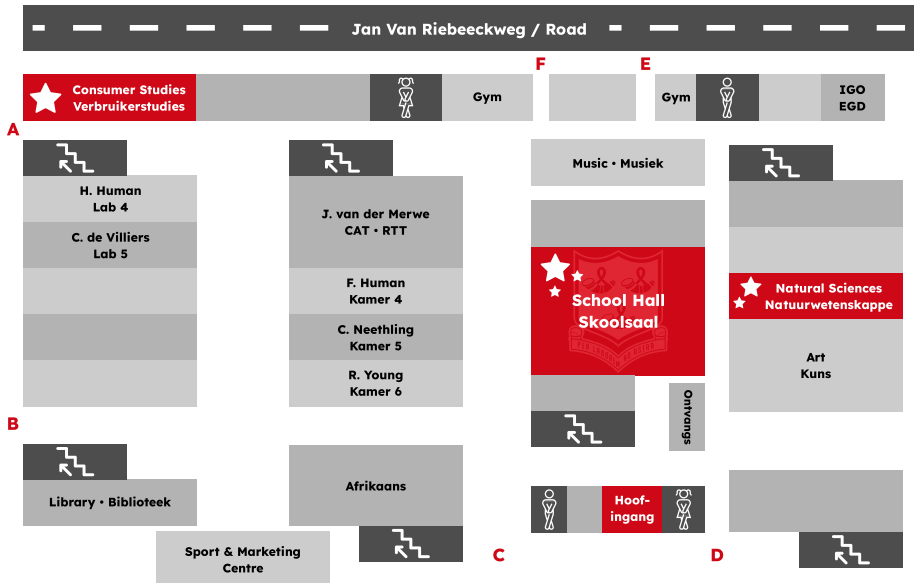 Jan Van Riebeeckweg / Road
F
E
Consumer Studies
Verbruikerstudies
Gym
Gym
IGO
EGD
A
H. Human
Lab 4
C. de Villiers
Lab 5
J. van der Merwe
CAT • RTT
F. Human
Kamer 4
C. Neethling
Kamer 5
R. Young
Kamer 6
Music • Musiek
School Hall
Skoolsaal
Natural Sciences
Natuurwetenskappe
Art
Kuns
Ontvangs
B
Library • Biblioteek
Afrikaans
Sport & Marketing
Centre
Hoof-
ingang
C
D